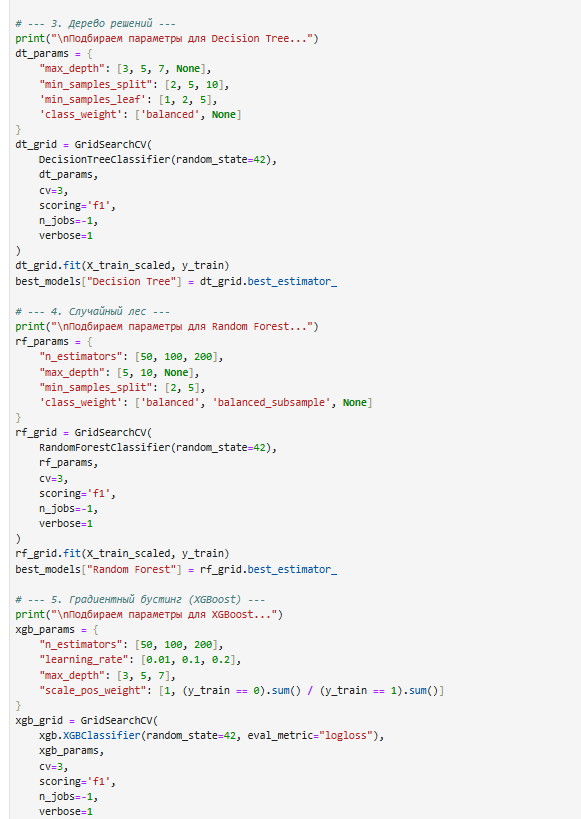 # --- 3. Дерево решений ---
print("\nПодбираем параметры для Decision Tree...")
dt_params = {
    "max_depth": [3, 5, 7, None],
    "min_samples_split": [2, 5, 10],
    'min_samples_leaf': [1, 2, 5],
    'class_weight': ['balanced', None]
}
dt_grid = GridSearchCV(
    DecisionTreeClassifier(random_state=42),
    dt_params,
    cv=3,
    scoring='f1',
    n_jobs=-1,
    verbose=1
)
dt_grid.fit(X_train_scaled, y_train)
best_models["Decision Tree"] = dt_grid.best_estimator_

# --- 4. Случайный лес ---
print("\nПодбираем параметры для Random Forest...")
rf_params = {
    "n_estimators": [50, 100, 200],
    "max_depth": [5, 10, None],
    "min_samples_split": [2, 5],
    'class_weight': ['balanced', 'balanced_subsample', None]
}
rf_grid = GridSearchCV(
    RandomForestClassifier(random_state=42),
    rf_params,
    cv=3,
    scoring='f1',
    n_jobs=-1,
    verbose=1
)
rf_grid.fit(X_train_scaled, y_train)
best_models["Random Forest"] = rf_grid.best_estimator_

# --- 5. Градиентный бустинг (XGBoost) ---
print("\nПодбираем параметры для XGBoost...")
xgb_params = {
    "n_estimators": [50, 100, 200],
    "learning_rate": [0.01, 0.1, 0.2],
    "max_depth": [3, 5, 7],
    "scale_pos_weight": [1, (y_train == 0).sum() / (y_train == 1).sum()]
}
xgb_grid = GridSearchCV(
    xgb.XGBClassifier(random_state=42, eval_metric="logloss"),
    xgb_params,
    cv=3,
    scoring='f1',
    n_jobs=-1,
    verbose=1